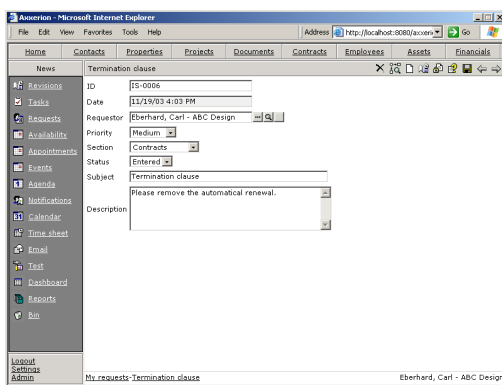 Axxerion - Microsoft Internet Explorer
File Edit View Favorites Tools Help Address http://localhost:8080/axxeri Go
Home Contacts Properties Projects Documents Contracts Employees Assets Financials
News Termination clause
Revisions
Tasks
Requests
Availability
Appointments
Events
Agenda
Notifications
Calendar
Time sheet
Email
Test
Dashboard
Reports
Bin
ID IS-0006
Date 11/19/03 4:03 PM
Requestor Eberhard, Carl - ABC Design
Priority Medium
Section Contracts
Status Entered
Subject Termination clause
Description Please remove the automatical renewal.
Logout
Settings
Admin
My requests-Termination clause Eberhard, Carl - ABC Design